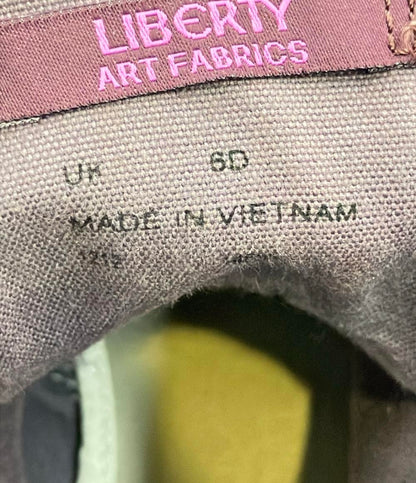 LIBERTY
ART FABRICS
UK 6D
MADE IN VIETNAM